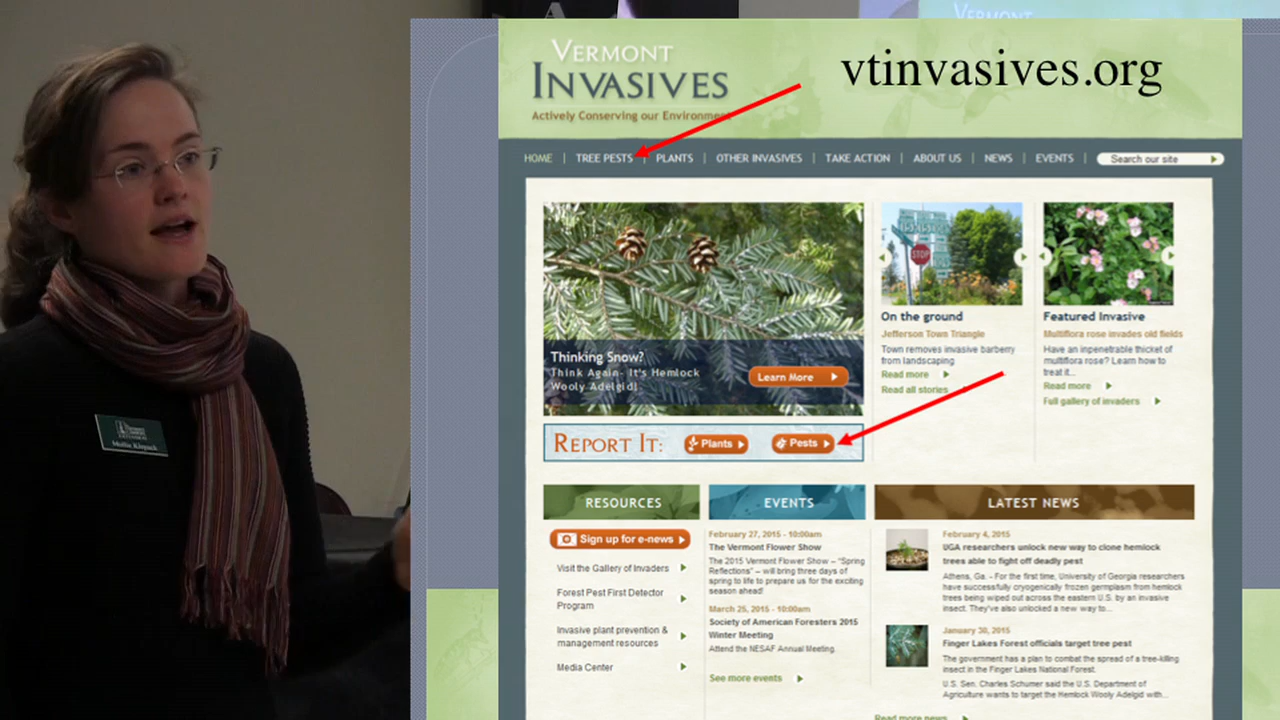 VERMONT
VERMONT
INVASIVES
Actively Conserving our Environment
vtinvasives.org
HOME | TREE PESTS | PLANTS | OTHER INVASIVES | TAKE ACTION | ABOUT US | NEWS | EVENTS |
Search our site
INVASIVES
STOP
Thinking Snow?
Think Again- It's Hemlock
Wooly Adelgid!
Learn More
On the ground
Jefferson Town Triangle
Town removes invasive barberry
from landscaping
Read more
Read all stories
Featured Invasive
Multiflora rose invades old fields
Have an inpenetrable thicket of
multiflora rose? Learn how to
treat it...
Read more
Full gallery of invaders
REPORT IT:
Plants
Pests
RESOURCES
Sign up for e-news
Visit the Gallery of Invaders
Forest Pest First Detector
Program
Invasive plant prevention &
management resources
Media Center
EVENTS
February 27, 2015 - 10:00am
The Vermont Flower Show
The 2015 Vermont Flower Show – "Spring
Reflections" – will bring three days of
spring to life to prepare us for the exciting
season ahead!
March 25, 2015 - 10:00am
Society of American Foresters 2015
Winter Meeting
Attend the NESAF Annual Meeting.
See more events
LATEST NEWS
February 4, 2015
UGA researchers unlock new way to clone hemlock
trees able to fight off deadly pest
Athens, Ga. - For the first time, University of Georgia researchers
have successfully cryogenically frozen germplasm from hemlock
trees being wiped out across the eastern U.S. by an invasive
insect. They've also unlocked a new way to...
January 30, 2015
Finger Lakes Forest officials target tree pest
The government has a plan to combat the spread of a tree-killing
insect in the Finger Lakes National Forest.
U.S. Sen. Charles Schumer said the U.S. Department of
Agriculture wants to target the Hemlock Wooly Adelgid with...
Read more news